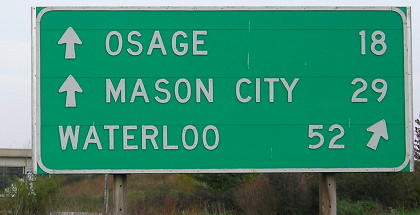 OSAGE 18
MASON CITY 29
WATERLOO 52